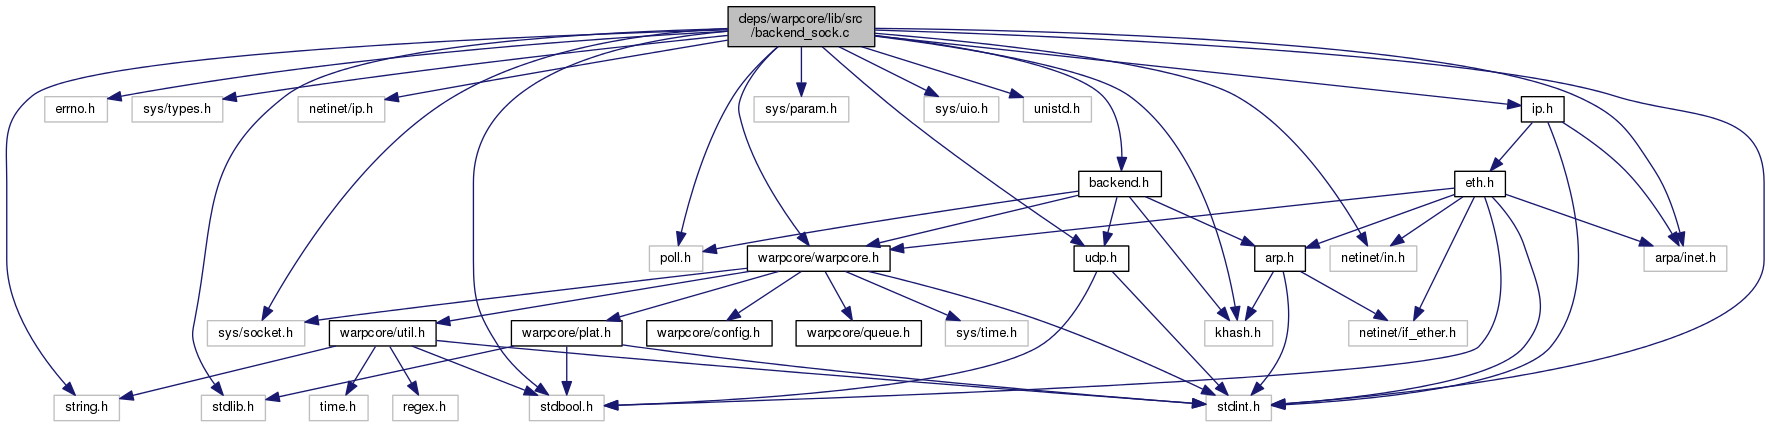 deps/warpcore/lib/src
/backend_sock.c
errno.h
sys/types.h
netinet/ip.h
sys/param.h
sys/uio.h
unistd.h
ip.h
backend.h
eth.h
poll.h
warpcore/warpcore.h
udp.h
arp.h
netinet/in.h
arpa/inet.h
sys/socket.h
warpcore/util.h
warpcore/plat.h
warpcore/config.h
warpcore/queue.h
sys/time.h
khash.h
netinet/if_ether.h
string.h
stdlib.h
time.h
regex.h
stdbool.h
stdint.h